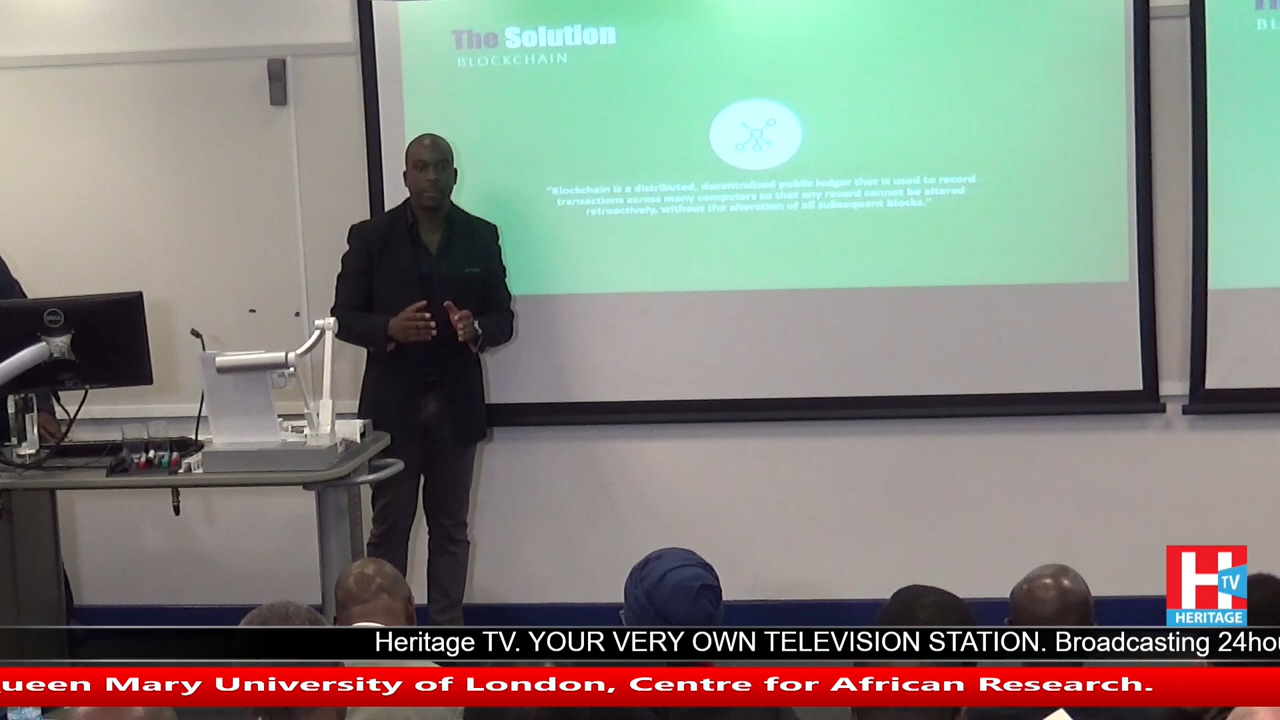 The Solution
BLOCKCHAIN
"Blockchain is a distributed, decentralized public ledger that is used to record
transactions across many computers so that any record cannot be altered
retroactively, without the alteration of all subsequent blocks."
BL
DELL
H
TV
HERITAGE
Heritage TV. YOUR VERY OWN TELEVISION STATION. Broadcasting 24hou
ueen Mary University of London, Centre for African Research.